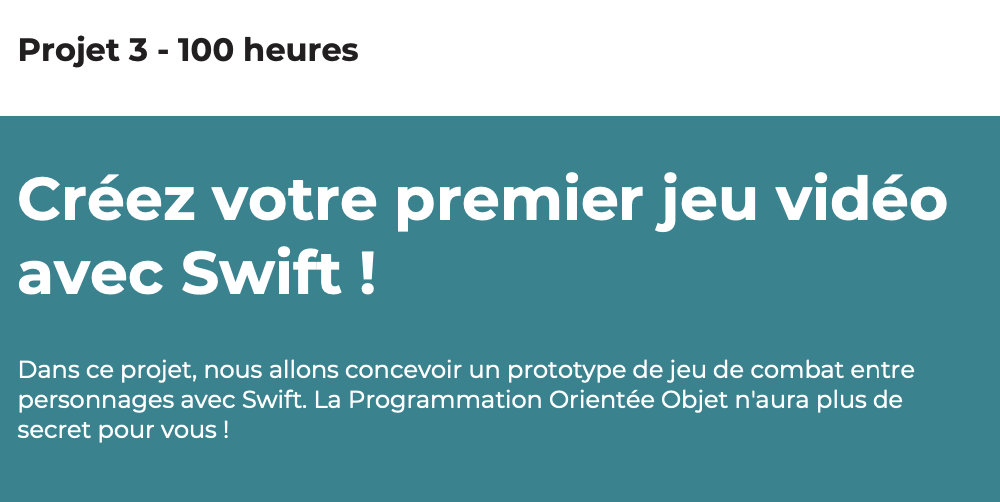 Projet 3 - 100 heures
Créez votre premier jeu vidéo
avec Swift !
Dans ce projet, nous allons concevoir un prototype de jeu de combat entre
personnages avec Swift. La Programmation Orientée Objet n'aura plus de
secret pour vous !